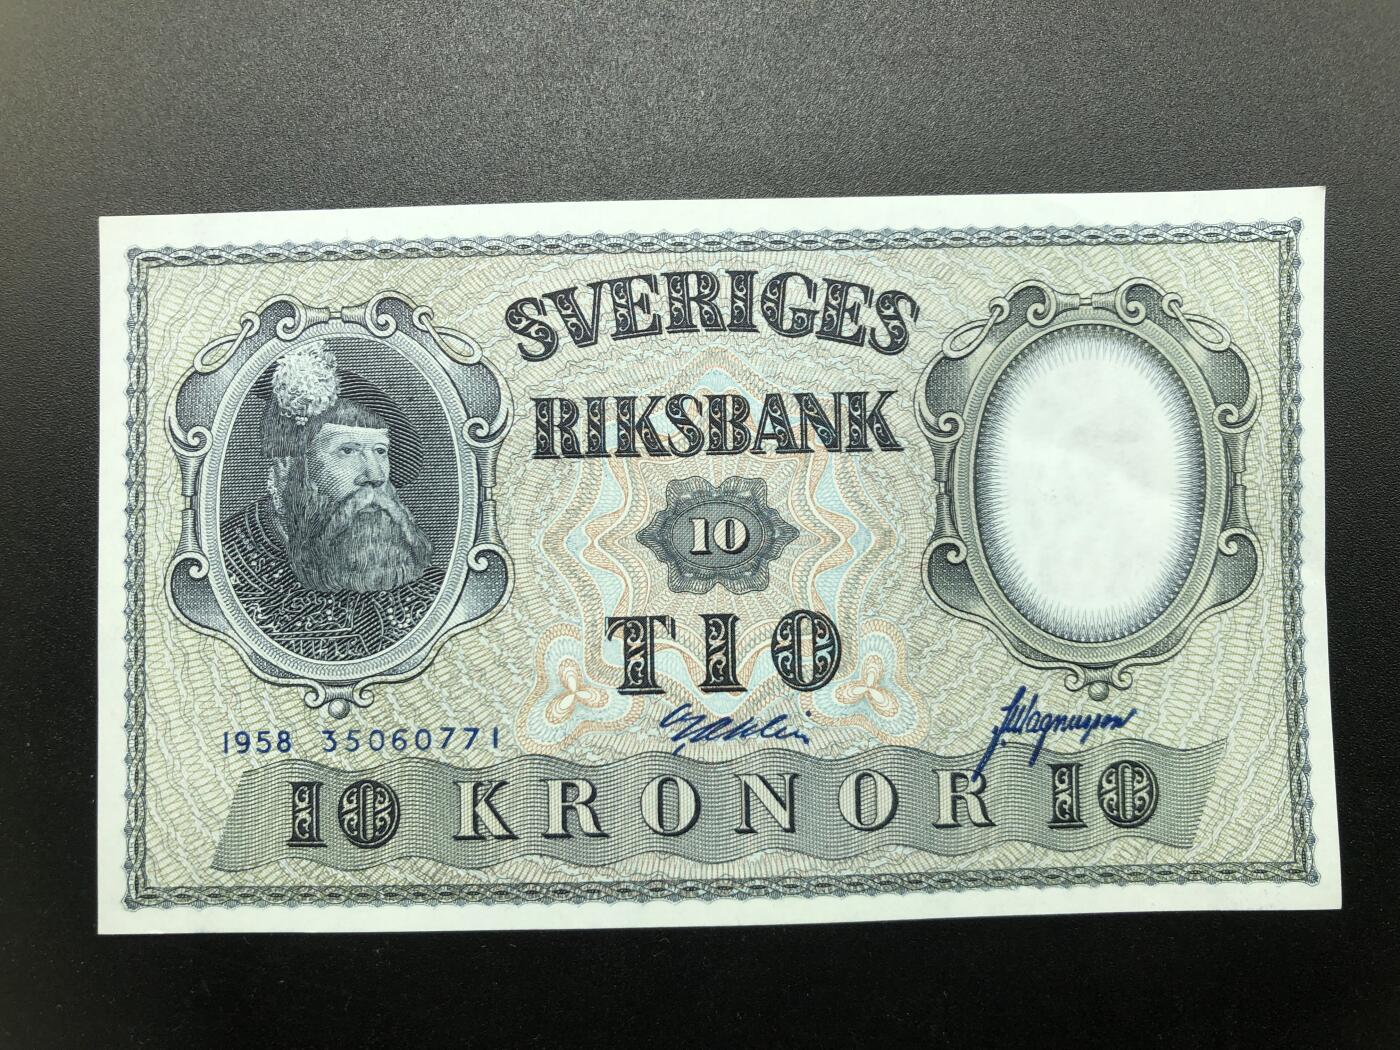 SVERIGES
RIKSBANK
10
TIO
1958 35060771
10 KRONOR 10